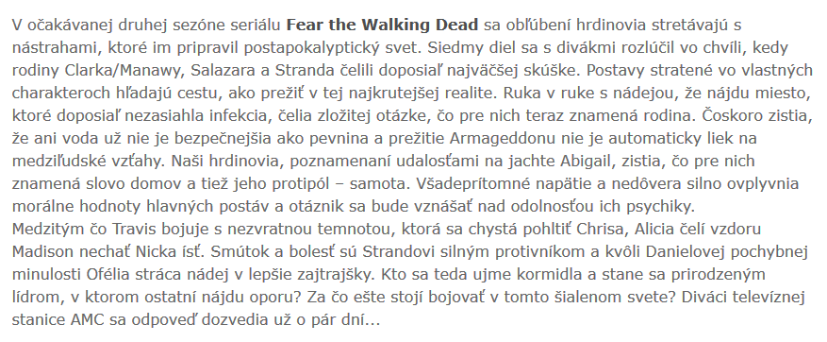 V očakávanej druhej sezóne seriálu Fear the Walking Dead sa obľúbení hrdinovia stretávajú s
nástrahami, ktoré im pripravil postapokalyptický svet. Siedmy diel sa s divákmi rozlúčil vo chvíli, kedy
rodiny Clarka/Manawy, Salazara a Stranda čelili doposiaľ najväčšej skúške. Postavy stratené vo vlastných
charakteroch hľadajú cestu, ako prežiť v tej najkrutejšej realite. Ruka v ruke s nádejou, že nájdu miesto,
ktoré doposiaľ nezasiahla infekcia, čelia zložitej otázke, čo pre nich teraz znamená rodina. Čoskoro zistia,
že ani voda už nie je bezpečnejšia ako pevnina a prežitie Armageddonu nie je automaticky liek na
medziľudské vzťahy. Naši hrdinovia, poznamenaní udalosťami na jachte Abigail, zistia, čo pre nich
znamená slovo domov a tiež jeho protipól – samota. Všadeprítomné napätie a nedôvera silno ovplyvnia
morálne hodnoty hlavných postáv a otáznik sa bude vznášať nad odolnosťou ich psychiky.
Medzitým čo Travis bojuje s nezvratnou temnotou, ktorá sa chystá pohltiť Chrisa, Alicia čelí vzdoru
Madison nechať Nicka ísť. Smútok a bolesť sú Strandovi silným protivníkom a kvôli Danielovej pochybnej
minulosti Ofélia stráca nádej v lepšie zajtrajšky. Kto sa teda ujme kormidla a stane sa prirodzeným
lídrom, v ktorom ostatní nájdu oporu? Za čo ešte stojí bojovať v tomto šialenom svete? Diváci televíznej
stanice AMC sa odpoveď dozvedia už o pár dní...